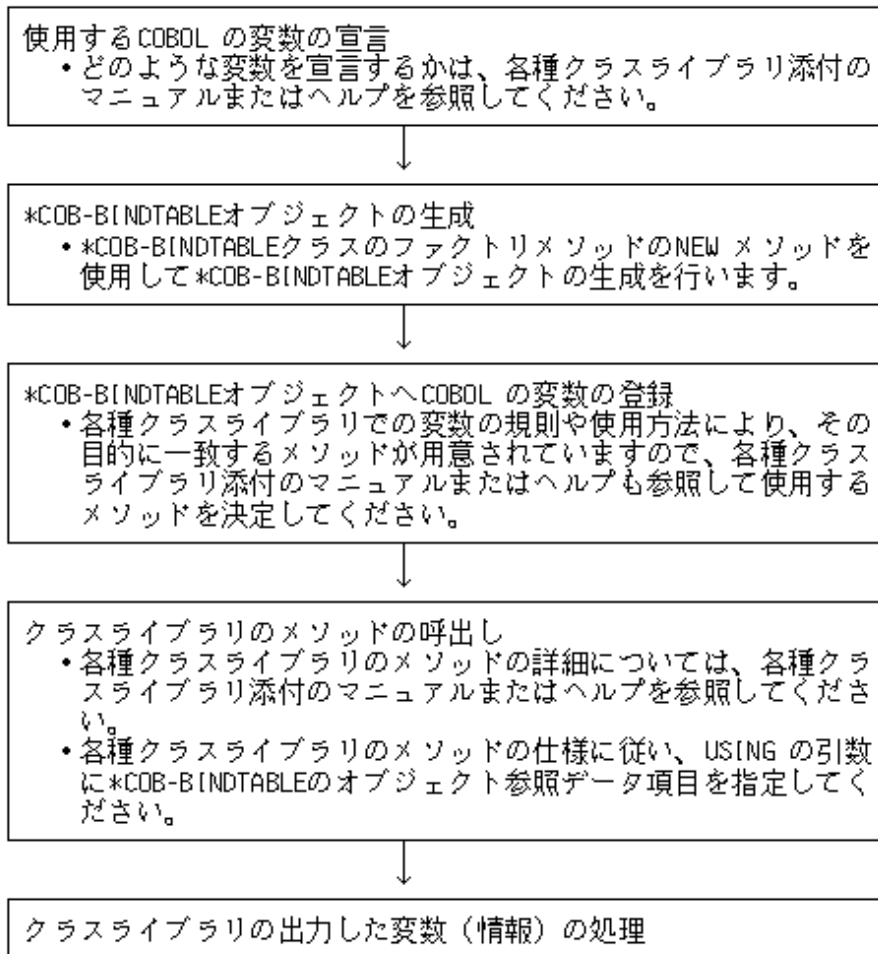 使用するCOBOL の変数の宣言
• どのような変数を宣言するかは、各種クラスライブラリ添付の
マニュアルまたはヘルプを参照してください。
*COB-BINDTABLEオブジェクトの生成
• *COB-BINDTABLEクラスのファクトリメソッドのNEW メソッドを
使用して*COB-BINDTABLEオブジェクトの生成を行います。
*COB-BINDTABLEオブジェクトへCOBOL の変数の登録
• 各種クラスライブラリでの変数の規則や使用方法により、その
目的に一致するメソッドが用意されていますので、各種クラス
ライブラリ添付のマニュアルまたはヘルプも参照して使用する
メソッドを決定してください。
クラスライブラリのメソッドの呼出し
• 各種クラスライブラリのメソッドの詳細については、各種クラ
スライブラリ添付のマニュアルまたはヘルプを参照してくださ
い。
• 各種クラスライブラリのメソッドの仕様に従い、USING の引数
に*COB-BINDTABLEのオブジェクト参照データ項目を指定してく
ださい。
クラスライブラリの出力した変数（情報）の処理